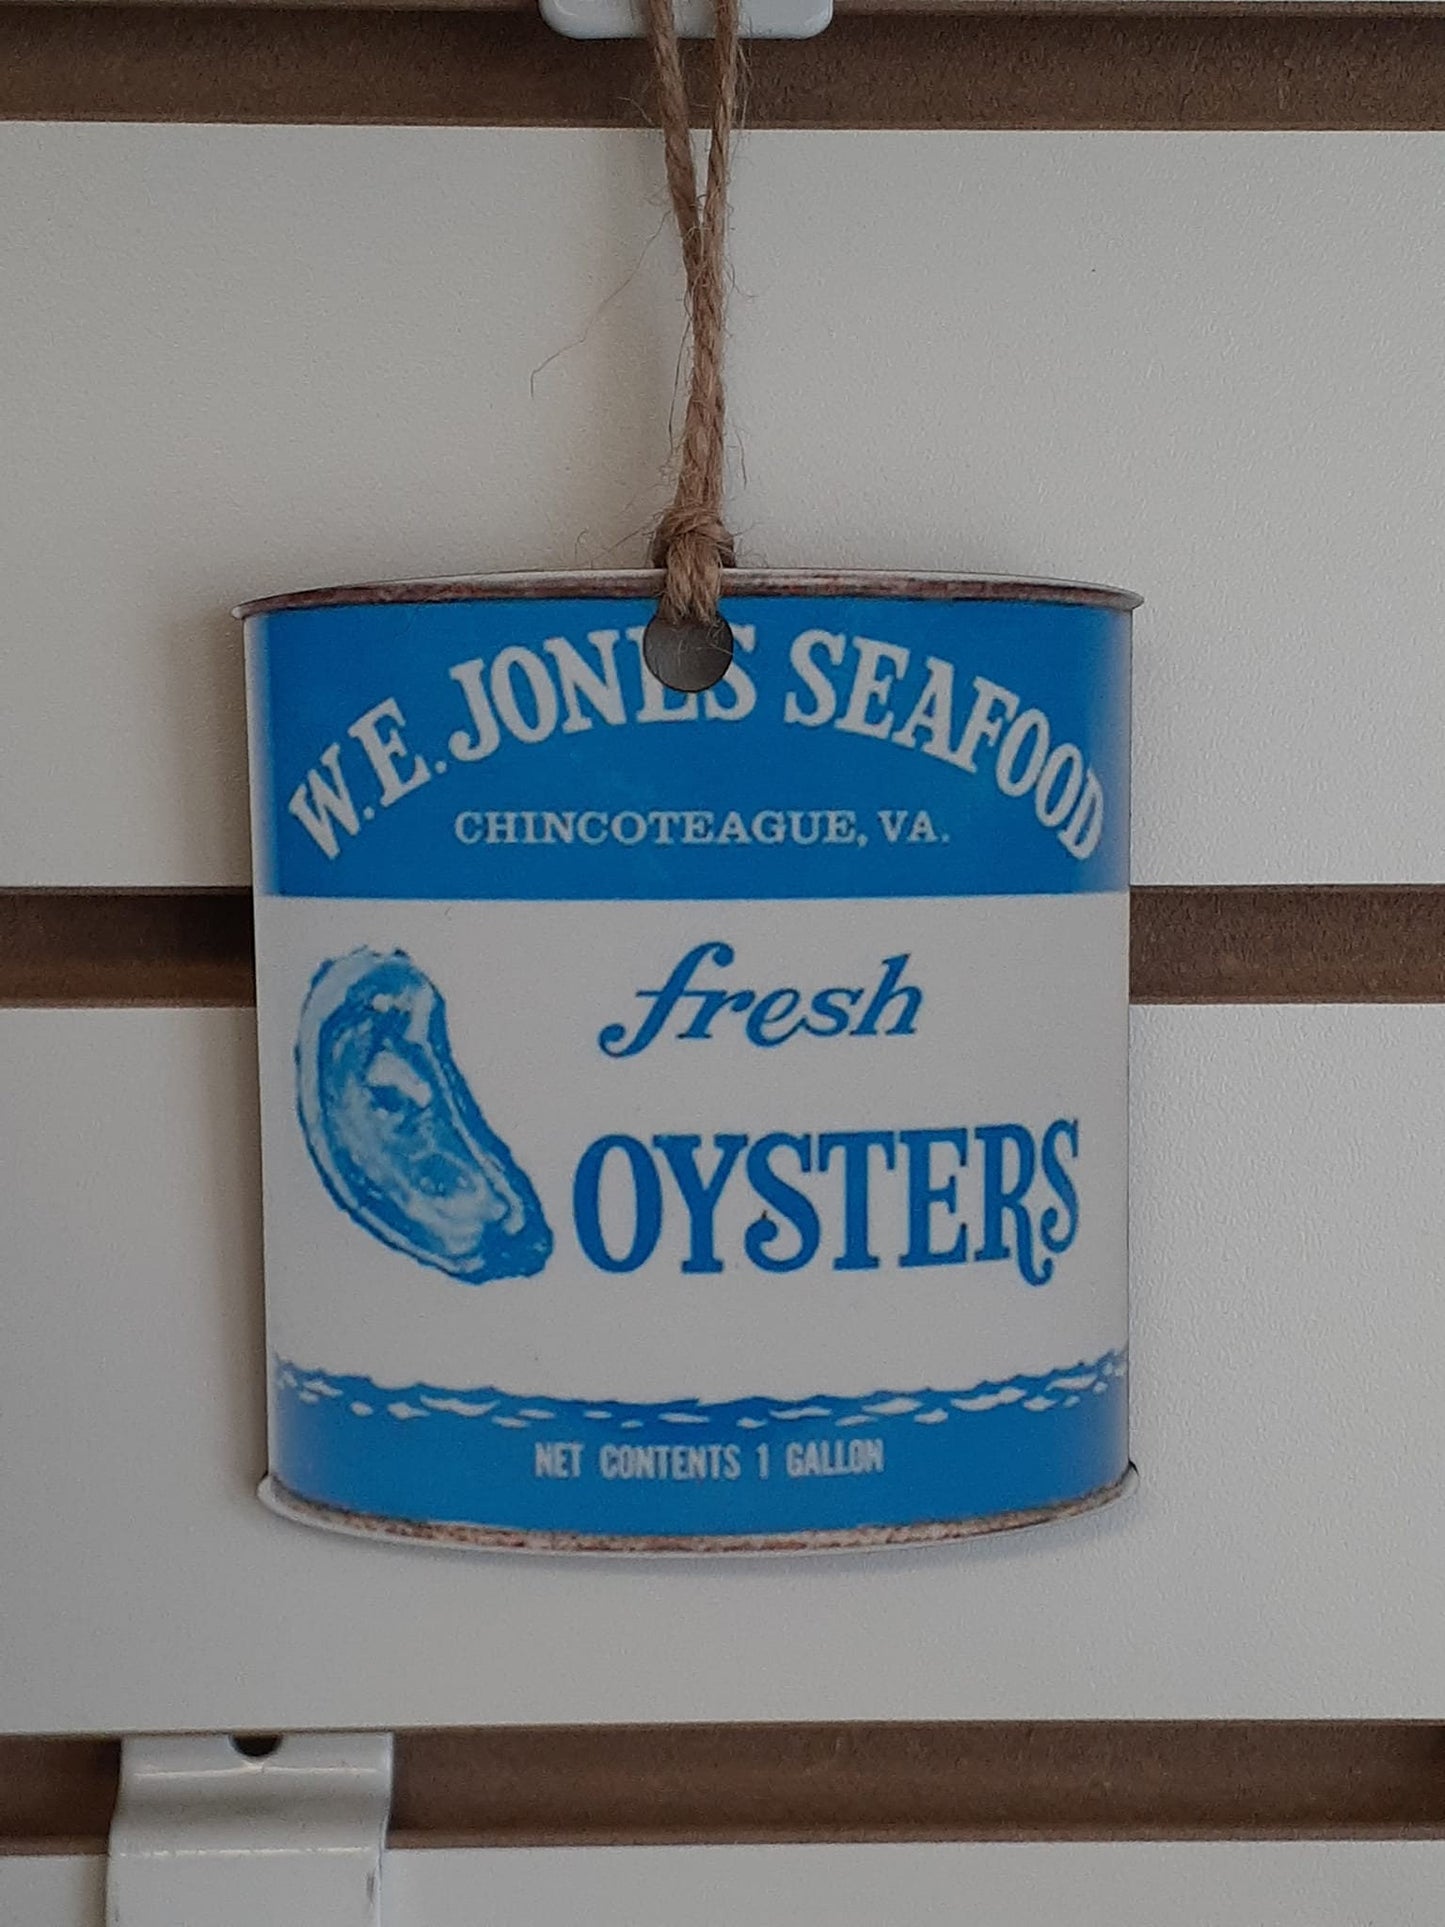 W.E. JONES SEAFOOD
CHINCOTEAGUE, VA.
fresh
OYSTERS
NET CONTENTS 1 GALLON